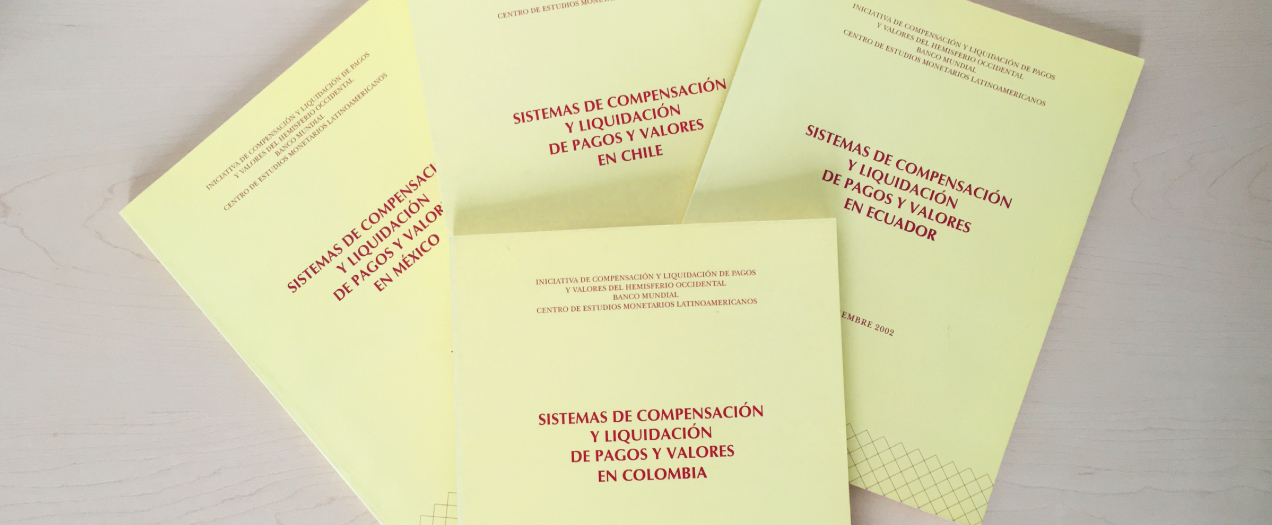 INICIATIVA DE COMPENSACIÓN Y LIQUIDACIÓN DE PAGOS
Y VALORES DEL HEMISFERIO OCCIDENTAL
BANCO MUNDIAL
CENTRO DE ESTUDIOS MONETARIOS LATINOAMERICANOS
SISTEMAS DE COMPENSACI
Y LIQUIDACIÓN
DE PAGOS Y VALOR
EN MÉXICO
CENTRO DE ESTUDIOS
SISTEMAS DE COMPENSACIÓN
Y LIQUIDACIÓN
DE PAGOS Y VALORES
EN CHILE
INICIATIVA DE COMPENSACIÓN Y LIQUIDACIÓN DE PAGOS
Y VALORES DEL HEMISFERIO OCCIDENTAL
BANCO MUNDIAL
CENTRO DE ESTUDIOS MONETARIOS LATINOAMERICANOS
SISTEMAS DE COMPENSACIÓN
Y LIQUIDACIÓN
DE PAGOS Y VALORES
EN ECUADOR
EMBRE 2002
INICIATIVA DE COMPENSACIÓN Y LIQUIDACIÓN DE PAGOS
Y VALORES DEL HEMISFERIO OCCIDENTAL
BANCO MUNDIAL
CENTRO DE ESTUDIOS MONETARIOS LATINOAMERICANOS
SISTEMAS DE COMPENSACIÓN
Y LIQUIDACIÓN
DE PAGOS Y VALORES
EN COLOMBIA